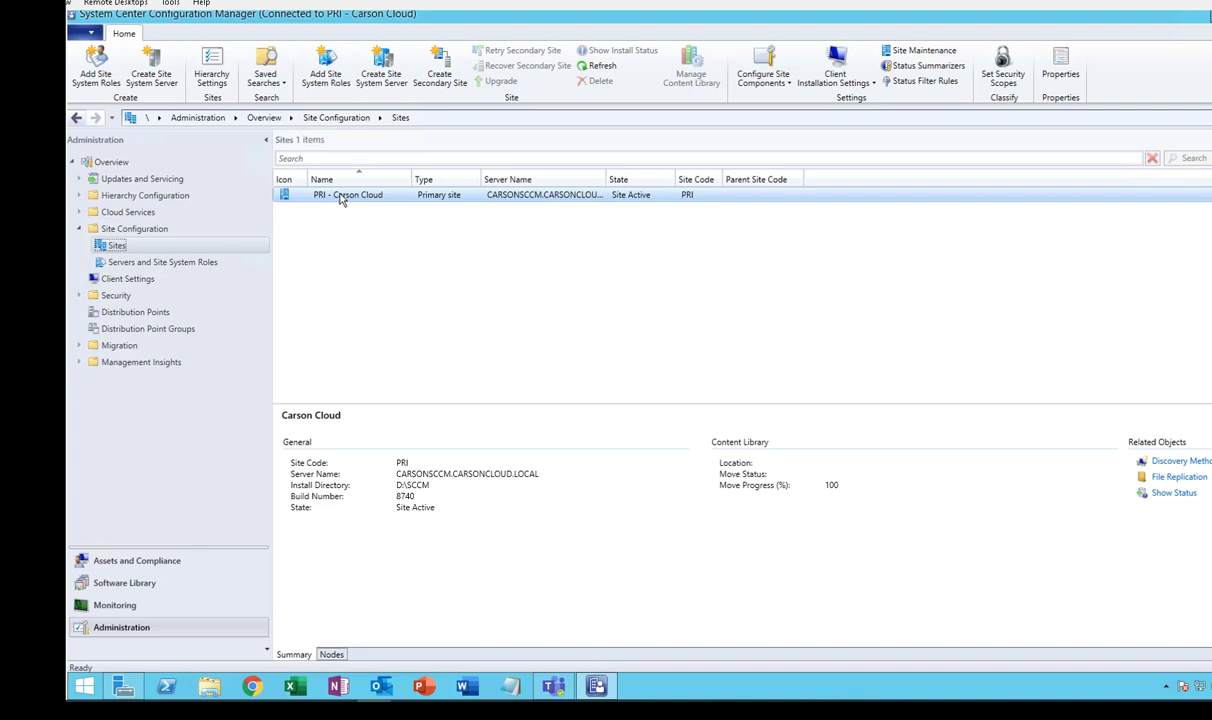 Remote Desktops Tools Help
System Center Configuration Manager (Connected to PRI - Carson Cloud)
Home
Add Site System Roles
Create Site System Server
Hierarchy Settings
Saved Searches
Add Site System Roles
Create Site System Server
Create Secondary Site
Retry Secondary Site
Recover Secondary Site
Upgrade
Show Install Status
Refresh
Delete
Manage Content Library
Configure Site Components
Client Installation Settings
Site Maintenance
Status Summarizers
Status Filter Rules
Set Security Scopes
Properties
Create Sites Search Site Settings Classify Properties
\ Administration Overview Site Configuration Sites
Administration
Overview
Updates and Servicing
Hierarchy Configuration
Cloud Services
Site Configuration
Sites
Servers and Site System Roles
Client Settings
Security
Distribution Points
Distribution Point Groups
Migration
Management Insights
Assets and Compliance
Software Library
Monitoring
Administration
Sites 1 items
Search Search
Icon Name Type Server Name State Site Code Parent Site Code
PRI - Carson Cloud Primary site CARSONSCCM.CARSONCLOU... Site Active PRI
Carson Cloud
General
Site Code: PRI
Server Name: CARSONSCCM.CARSONCLOUD.LOCAL
Install Directory: D:\SCCM
Build Number: 8740
State: Site Active
Content Library
Location:
Move Status:
Move Progress (%): 100
Related Objects
Discovery Metho
File Replication
Show Status
Summary Nodes
Ready